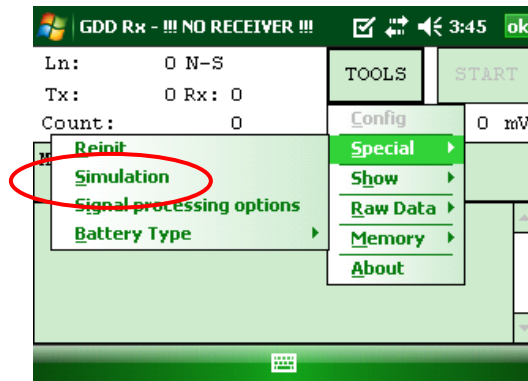 GDD Rx - !!! NO RECEIVER !!! 3:45 ok
Ln: 0 N-S
TOOLS START
Tx: 0 Rx: 0
Count: 0 0 mV
Config
Reinit Special
Simulation Show
Signal processing options Raw Data
Battery Type Memory
About